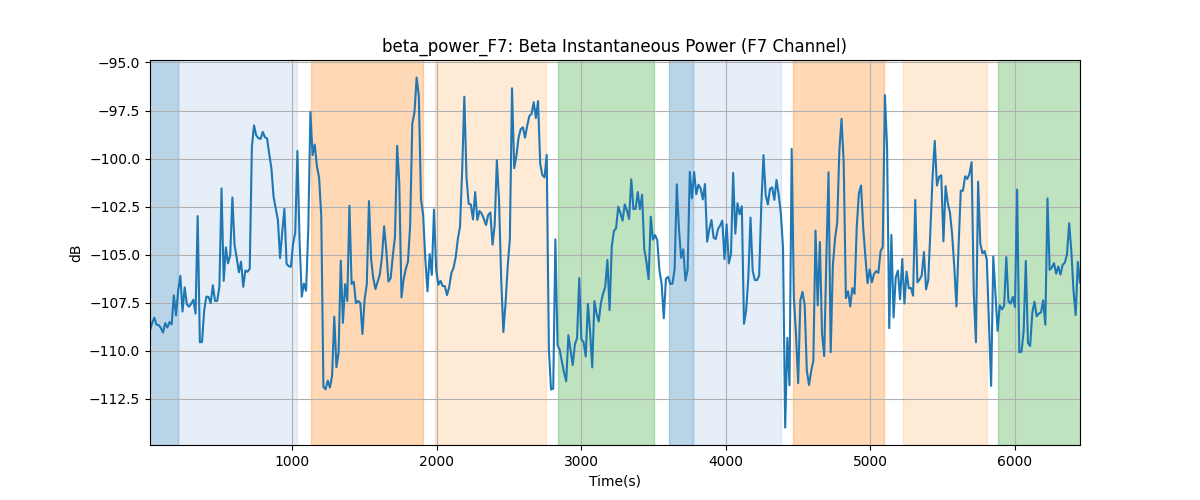 beta_power_F7: Beta Instantaneous Power (F7 Channel)
−95.0
−97.5
−100.0
−102.5
−105.0
−107.5
−110.0
−112.5
dB
1000 2000 3000 4000 5000 6000
Time(s)